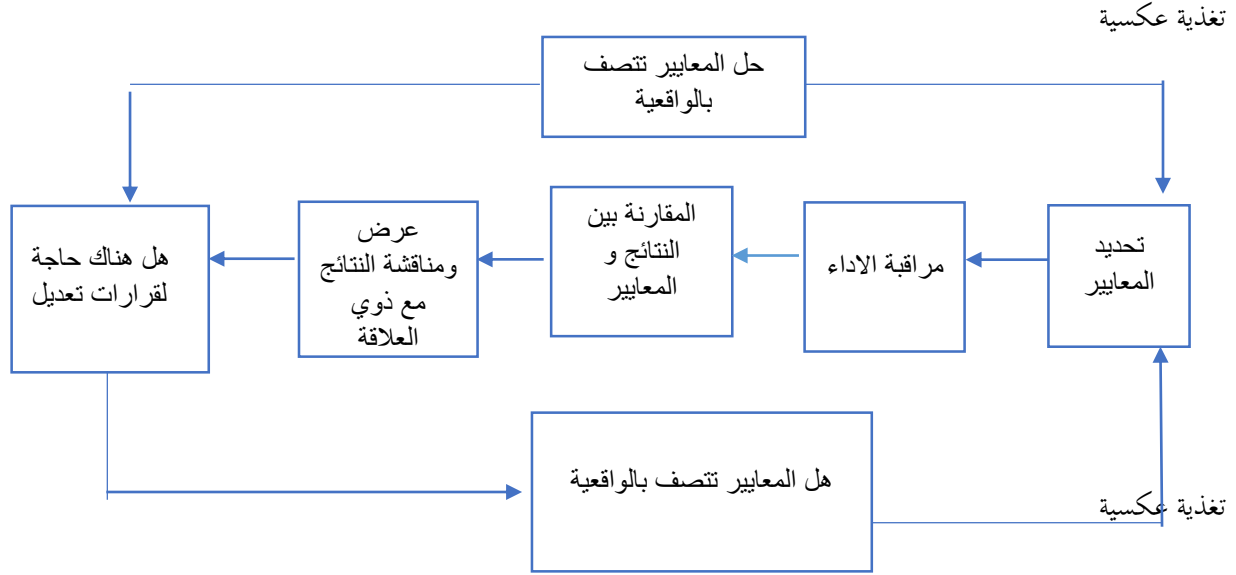 تغذية عكسية
حل المعايير تتصف
بالواقعية
تحديد
المعايير
مراقبة الاداء
المقارنة بين
النتائج و
المعايير
عرض
ومناقشة النتائج
مع ذوي
العلاقة
هل هناك حاجة
لقرارات تعديل
هل المعايير تتصف بالواقعية
تغذية عكسية